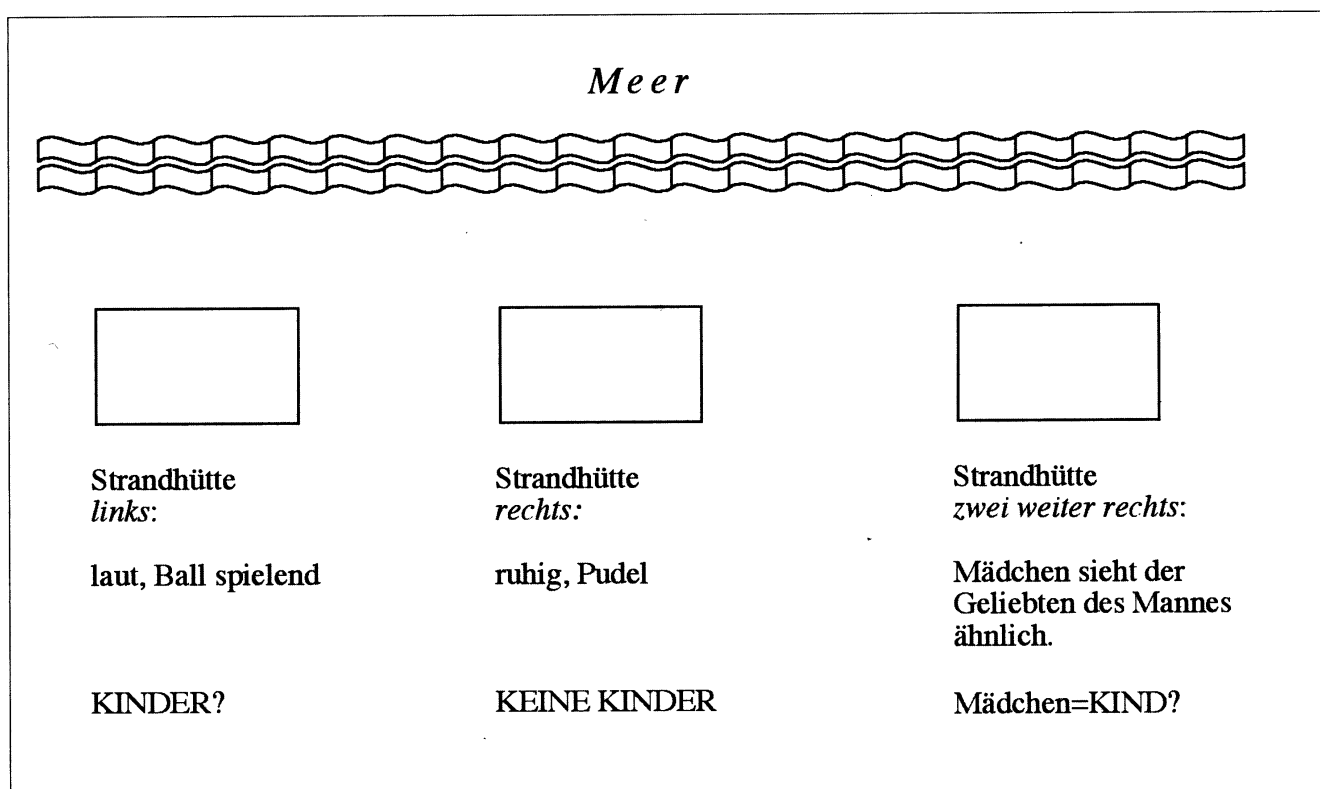 Meer
Strandhütte
links:
laut, Ball spielend
KINDER?
Strandhütte
rechts:
ruhig, Pudel
KEINE KINDER
Strandhütte
zwei weiter rechts:
Mädchen sieht der
Geliebten des Mannes
ähnlich.
Mädchen=KIND?